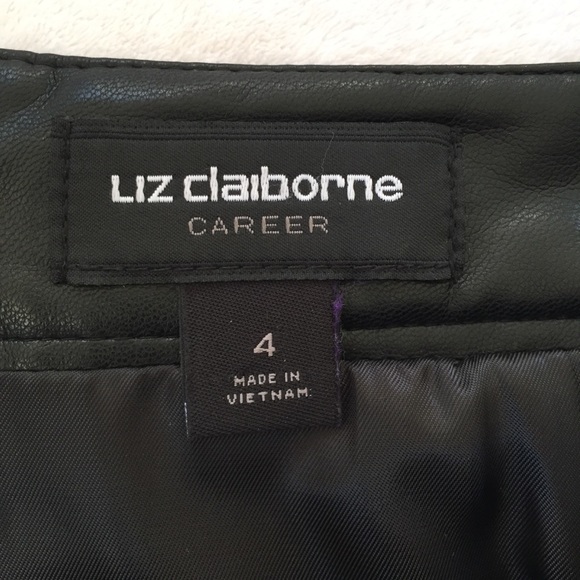 Liz claiborne
CAREER
4
MADE IN
VIETNAM